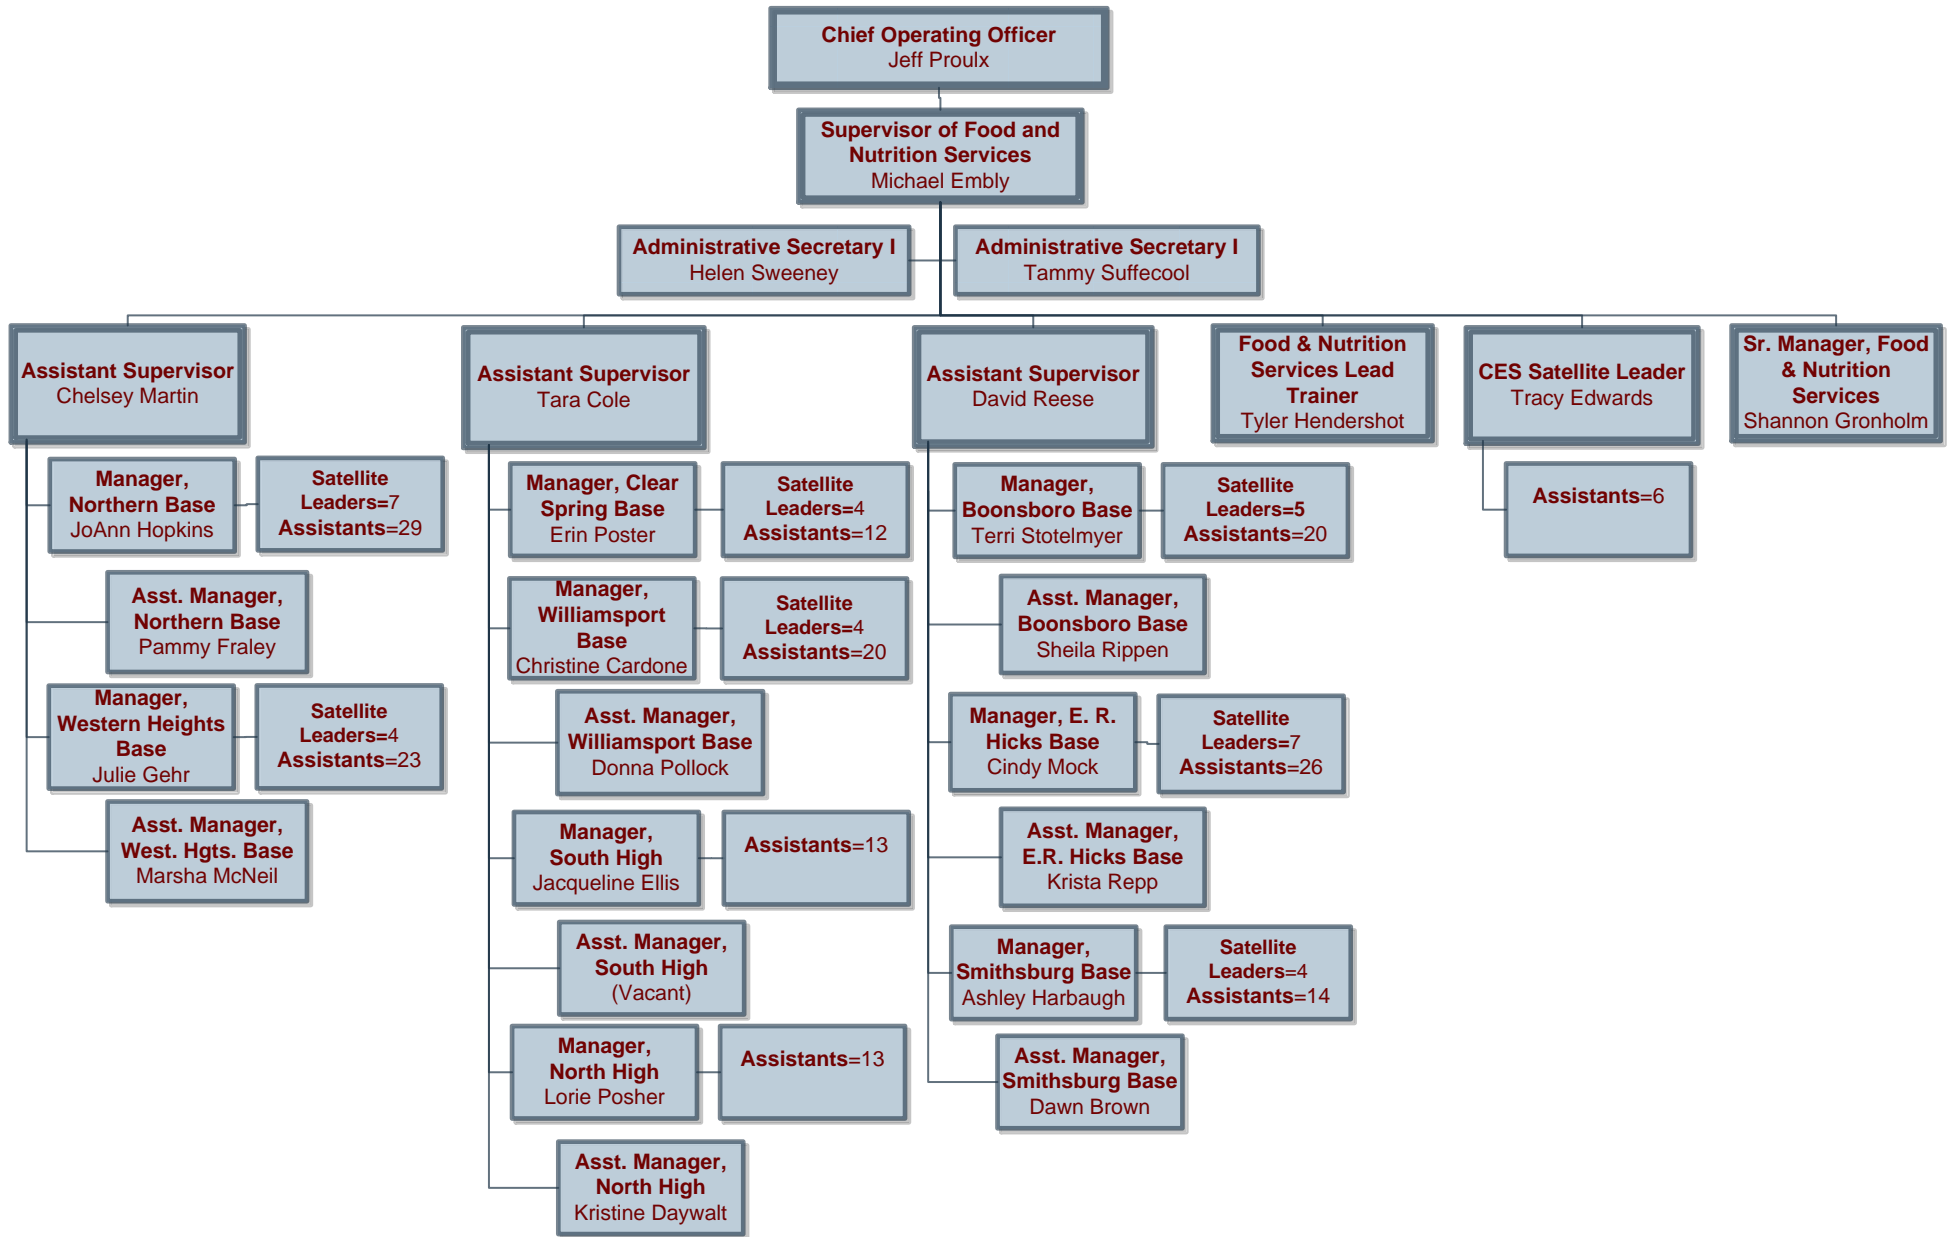 Chief Operating Officer
Jeff Proulx
Supervisor of Food and
Nutrition Services
Michael Embly
Administrative Secretary I
Helen Sweeney
Administrative Secretary I
Tammy Suffecool
Assistant Supervisor
Chelsey Martin
Manager,
Northern Base
JoAnn Hopkins
Satellite
Leaders=7
Assistants=29
Asst. Manager,
Northern Base
Pammy Fraley
Manager,
Western Heights
Base
Julie Gehr
Satellite
Leaders=4
Assistants=23
Asst. Manager,
West. Hgts. Base
Marsha McNeil
Assistant Supervisor
Tara Cole
Manager, Clear
Spring Base
Erin Poster
Satellite
Leaders=4
Assistants=12
Manager,
Williamsport
Base
Christine Cardone
Satellite
Leaders=4
Assistants=20
Asst. Manager,
Williamsport Base
Donna Pollock
Manager,
South High
Jacqueline Ellis
Assistants=13
Asst. Manager,
South High
(Vacant)
Manager,
North High
Lorie Posher
Assistants=13
Asst. Manager,
North High
Kristine Daywalt
Assistant Supervisor
David Reese
Manager,
Boonsboro Base
Terri Stotelmyer
Satellite
Leaders=5
Assistants=20
Asst. Manager,
Boonsboro Base
Sheila Rippen
Manager, E. R.
Hicks Base
Cindy Mock
Satellite
Leaders=7
Assistants=26
Asst. Manager,
E.R. Hicks Base
Krista Repp
Manager,
Smithsburg Base
Ashley Harbaugh
Satellite
Leaders=4
Assistants=14
Asst. Manager,
Smithsburg Base
Dawn Brown
Food & Nutrition
Services Lead
Trainer
Tyler Hendershot
CES Satellite Leader
Tracy Edwards
Assistants=6
Sr. Manager, Food
& Nutrition
Services
Shannon Gronholm